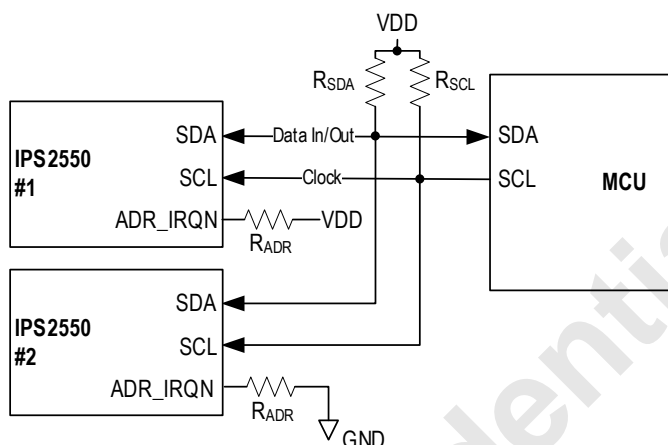 VDD
RSDA
RSCL
SDA
Data In/Out
SDA
IPS2550
#1
SCL
Clock
SCL
MCU
ADR_IRQN
VDD
RADR
SDA
IPS2550
#2
SCL
ADR_IRQN
RADR
GND